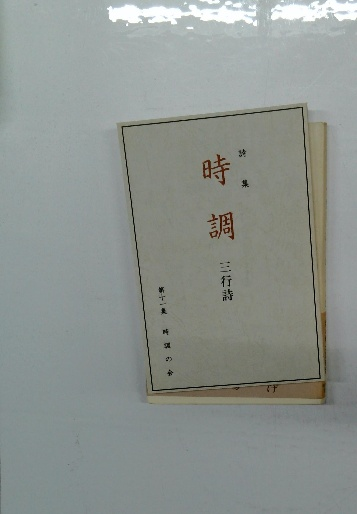 詩集
時調
三行詩
第十一集 時調の会